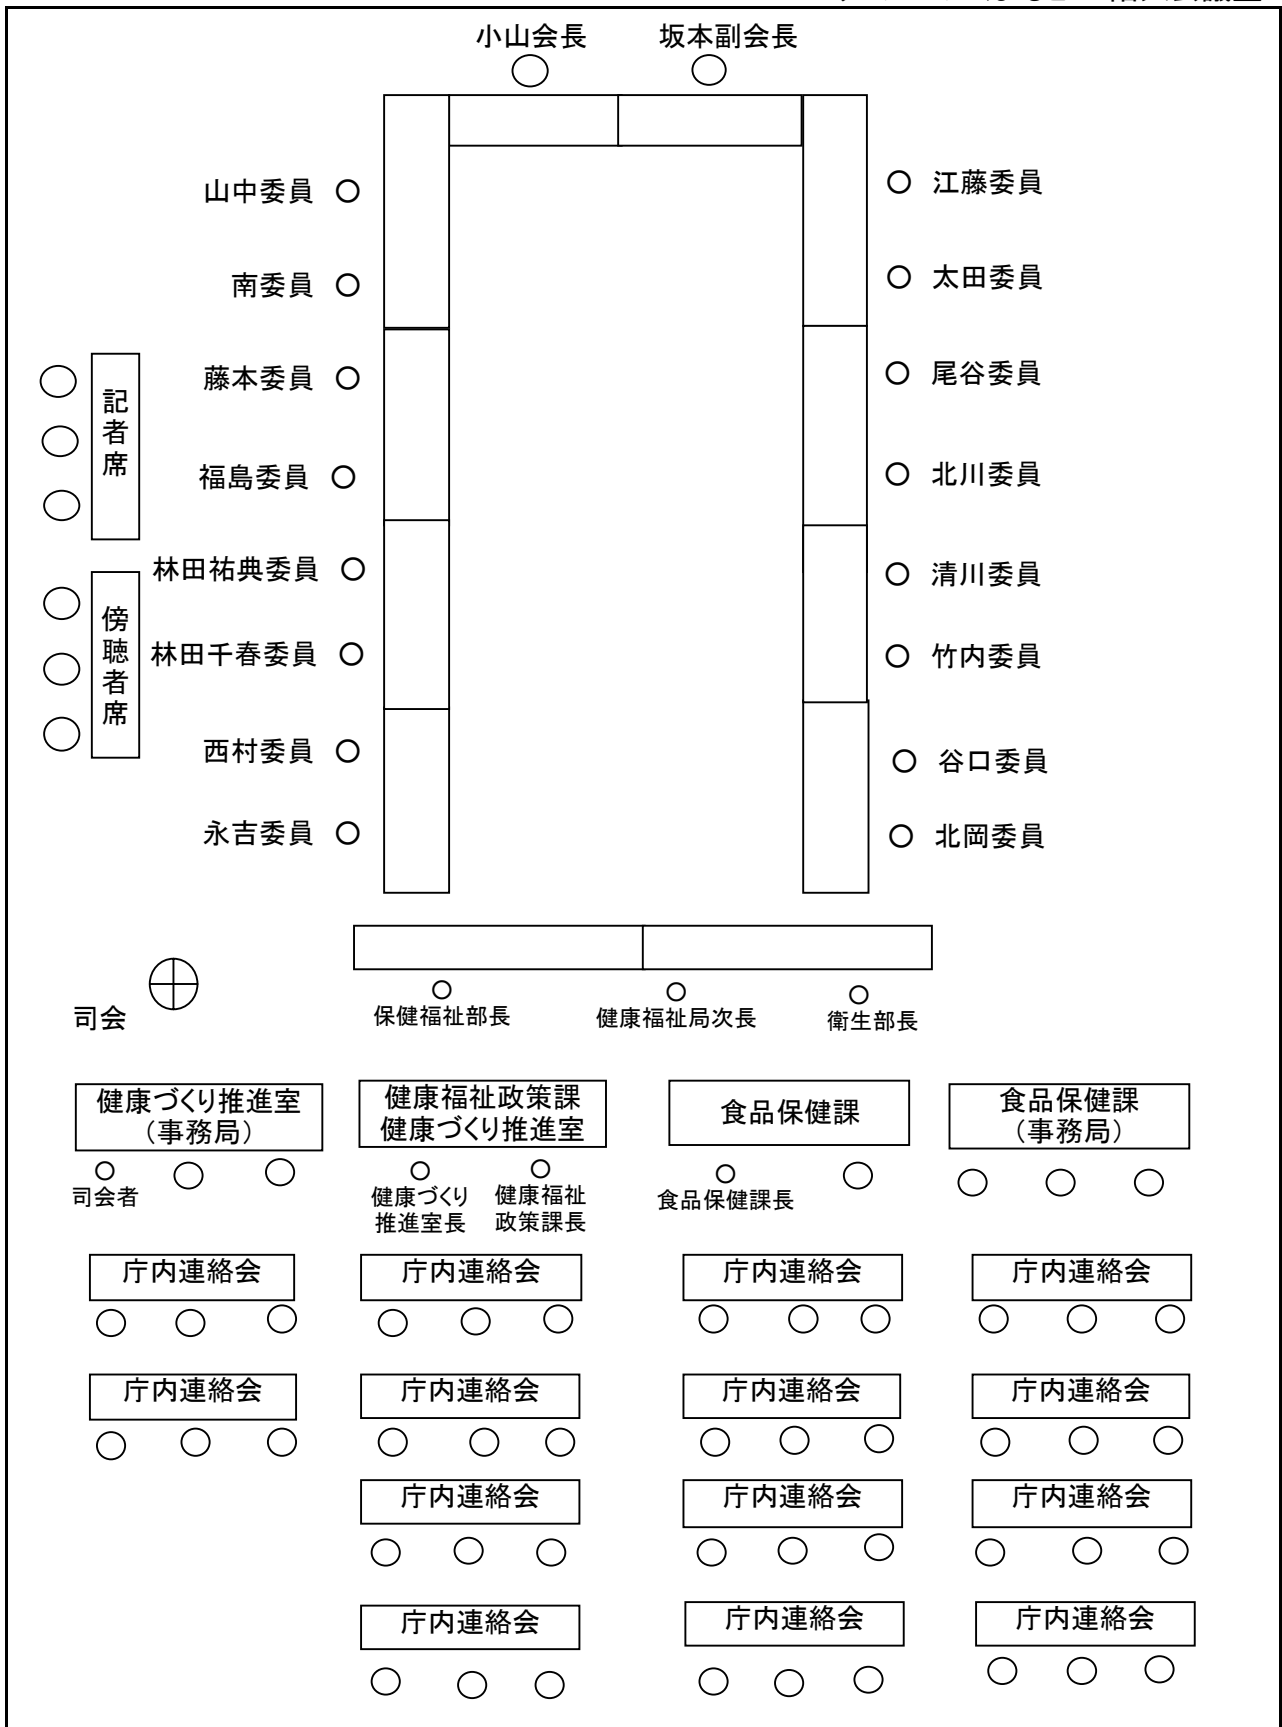 小山会長
坂本副会長
山中委員
江藤委員
南委員
太田委員
藤本委員
尾谷委員
記者席
福島委員
北川委員
林田祐典委員
清川委員
傍聴者席
林田千春委員
竹内委員
西村委員
谷口委員
永吉委員
北岡委員
司会
保健福祉部長
健康福祉局次長
衛生部長
健康づくり推進室
（事務局）
健康福祉政策課
健康づくり推進室
食品保健課
食品保健課
（事務局）
司会者
健康づくり
推進室長
健康福祉
政策課長
食品保健課長
庁内連絡会
庁内連絡会
庁内連絡会
庁内連絡会
庁内連絡会
庁内連絡会
庁内連絡会
庁内連絡会
庁内連絡会
庁内連絡会
庁内連絡会
庁内連絡会
庁内連絡会
庁内連絡会